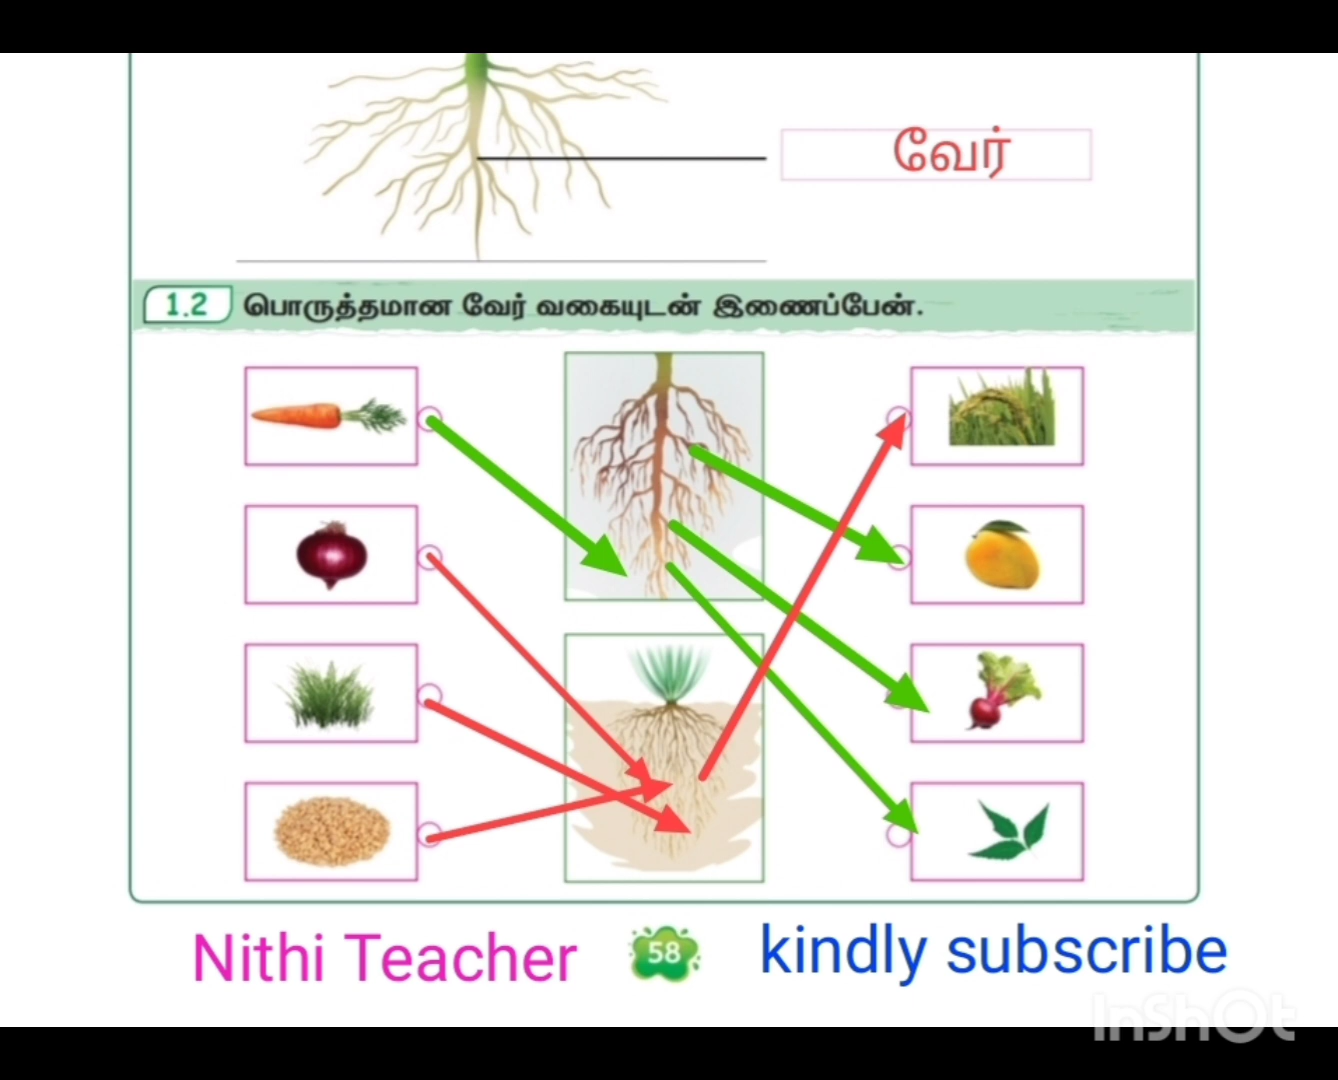 வேர்
1.2 பொருத்தமான வேர் வகையுடன் இணைப்பேன்.
Nithi Teacher 58 kindly subscribe
InShOt